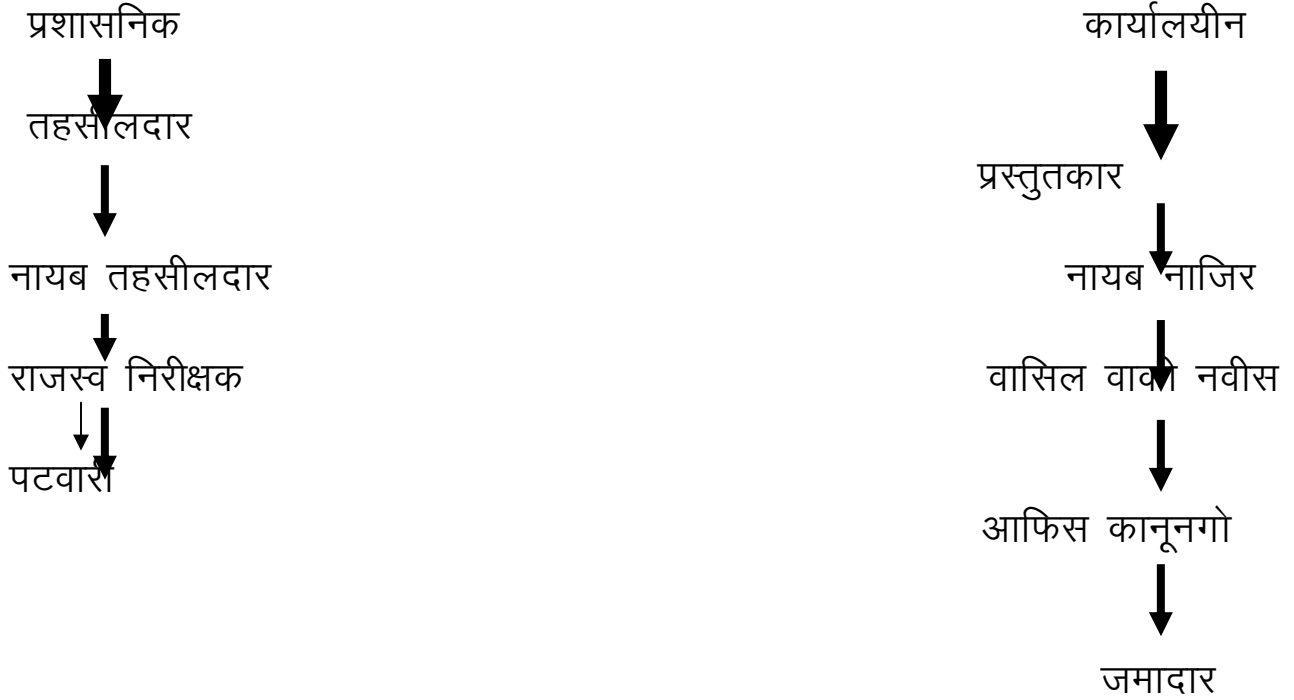 प्रशासनिक
तहसीलदार
नायब तहसीलदार
राजस्व निरीक्षक
पटवारी
कार्यालयीन
प्रस्तुतकार
नायब नाजिर
वासिल वाकी नवीस
आफिस कानूनगो
जमादार